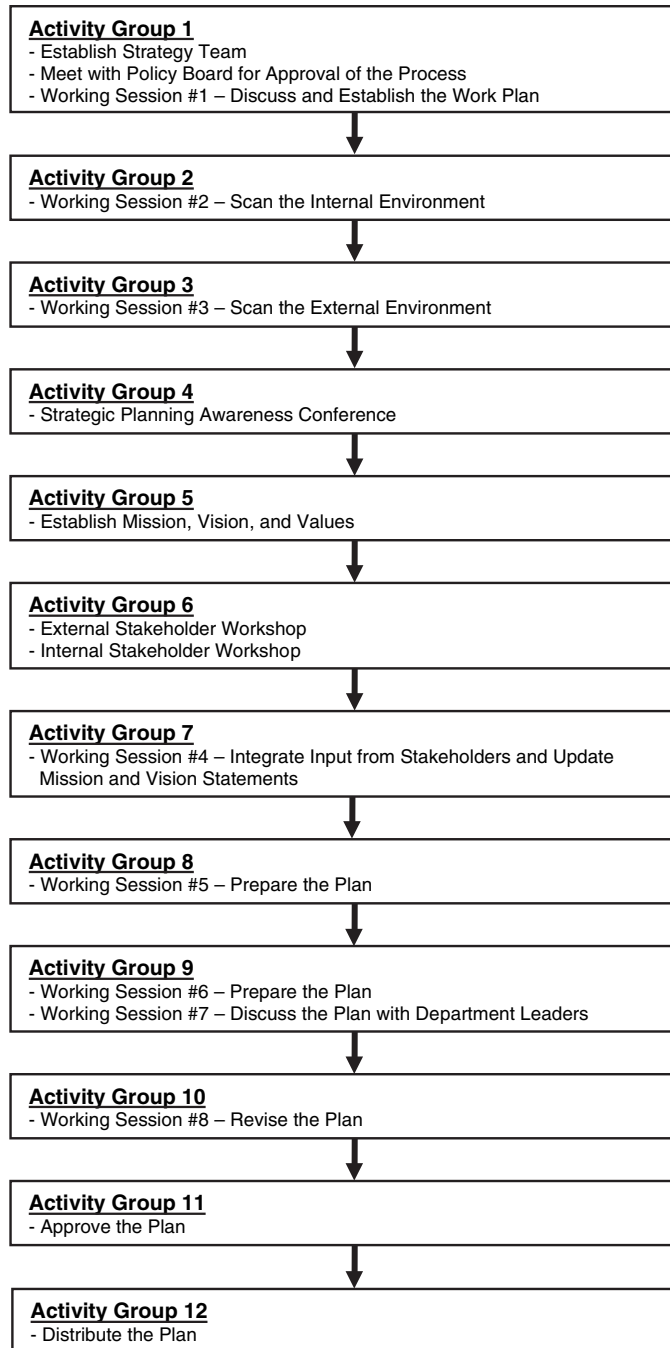 Activity Group 1
- Establish Strategy Team
- Meet with Policy Board for Approval of the Process
- Working Session #1 – Discuss and Establish the Work Plan
Activity Group 2
- Working Session #2 – Scan the Internal Environment
Activity Group 3
- Working Session #3 – Scan the External Environment
Activity Group 4
- Strategic Planning Awareness Conference
Activity Group 5
- Establish Mission, Vision, and Values
Activity Group 6
- External Stakeholder Workshop
- Internal Stakeholder Workshop
Activity Group 7
- Working Session #4 – Integrate Input from Stakeholders and Update
Mission and Vision Statements
Activity Group 8
- Working Session #5 – Prepare the Plan
Activity Group 9
- Working Session #6 – Prepare the Plan
- Working Session #7 – Discuss the Plan with Department Leaders
Activity Group 10
- Working Session #8 – Revise the Plan
Activity Group 11
- Approve the Plan
Activity Group 12
- Distribute the Plan